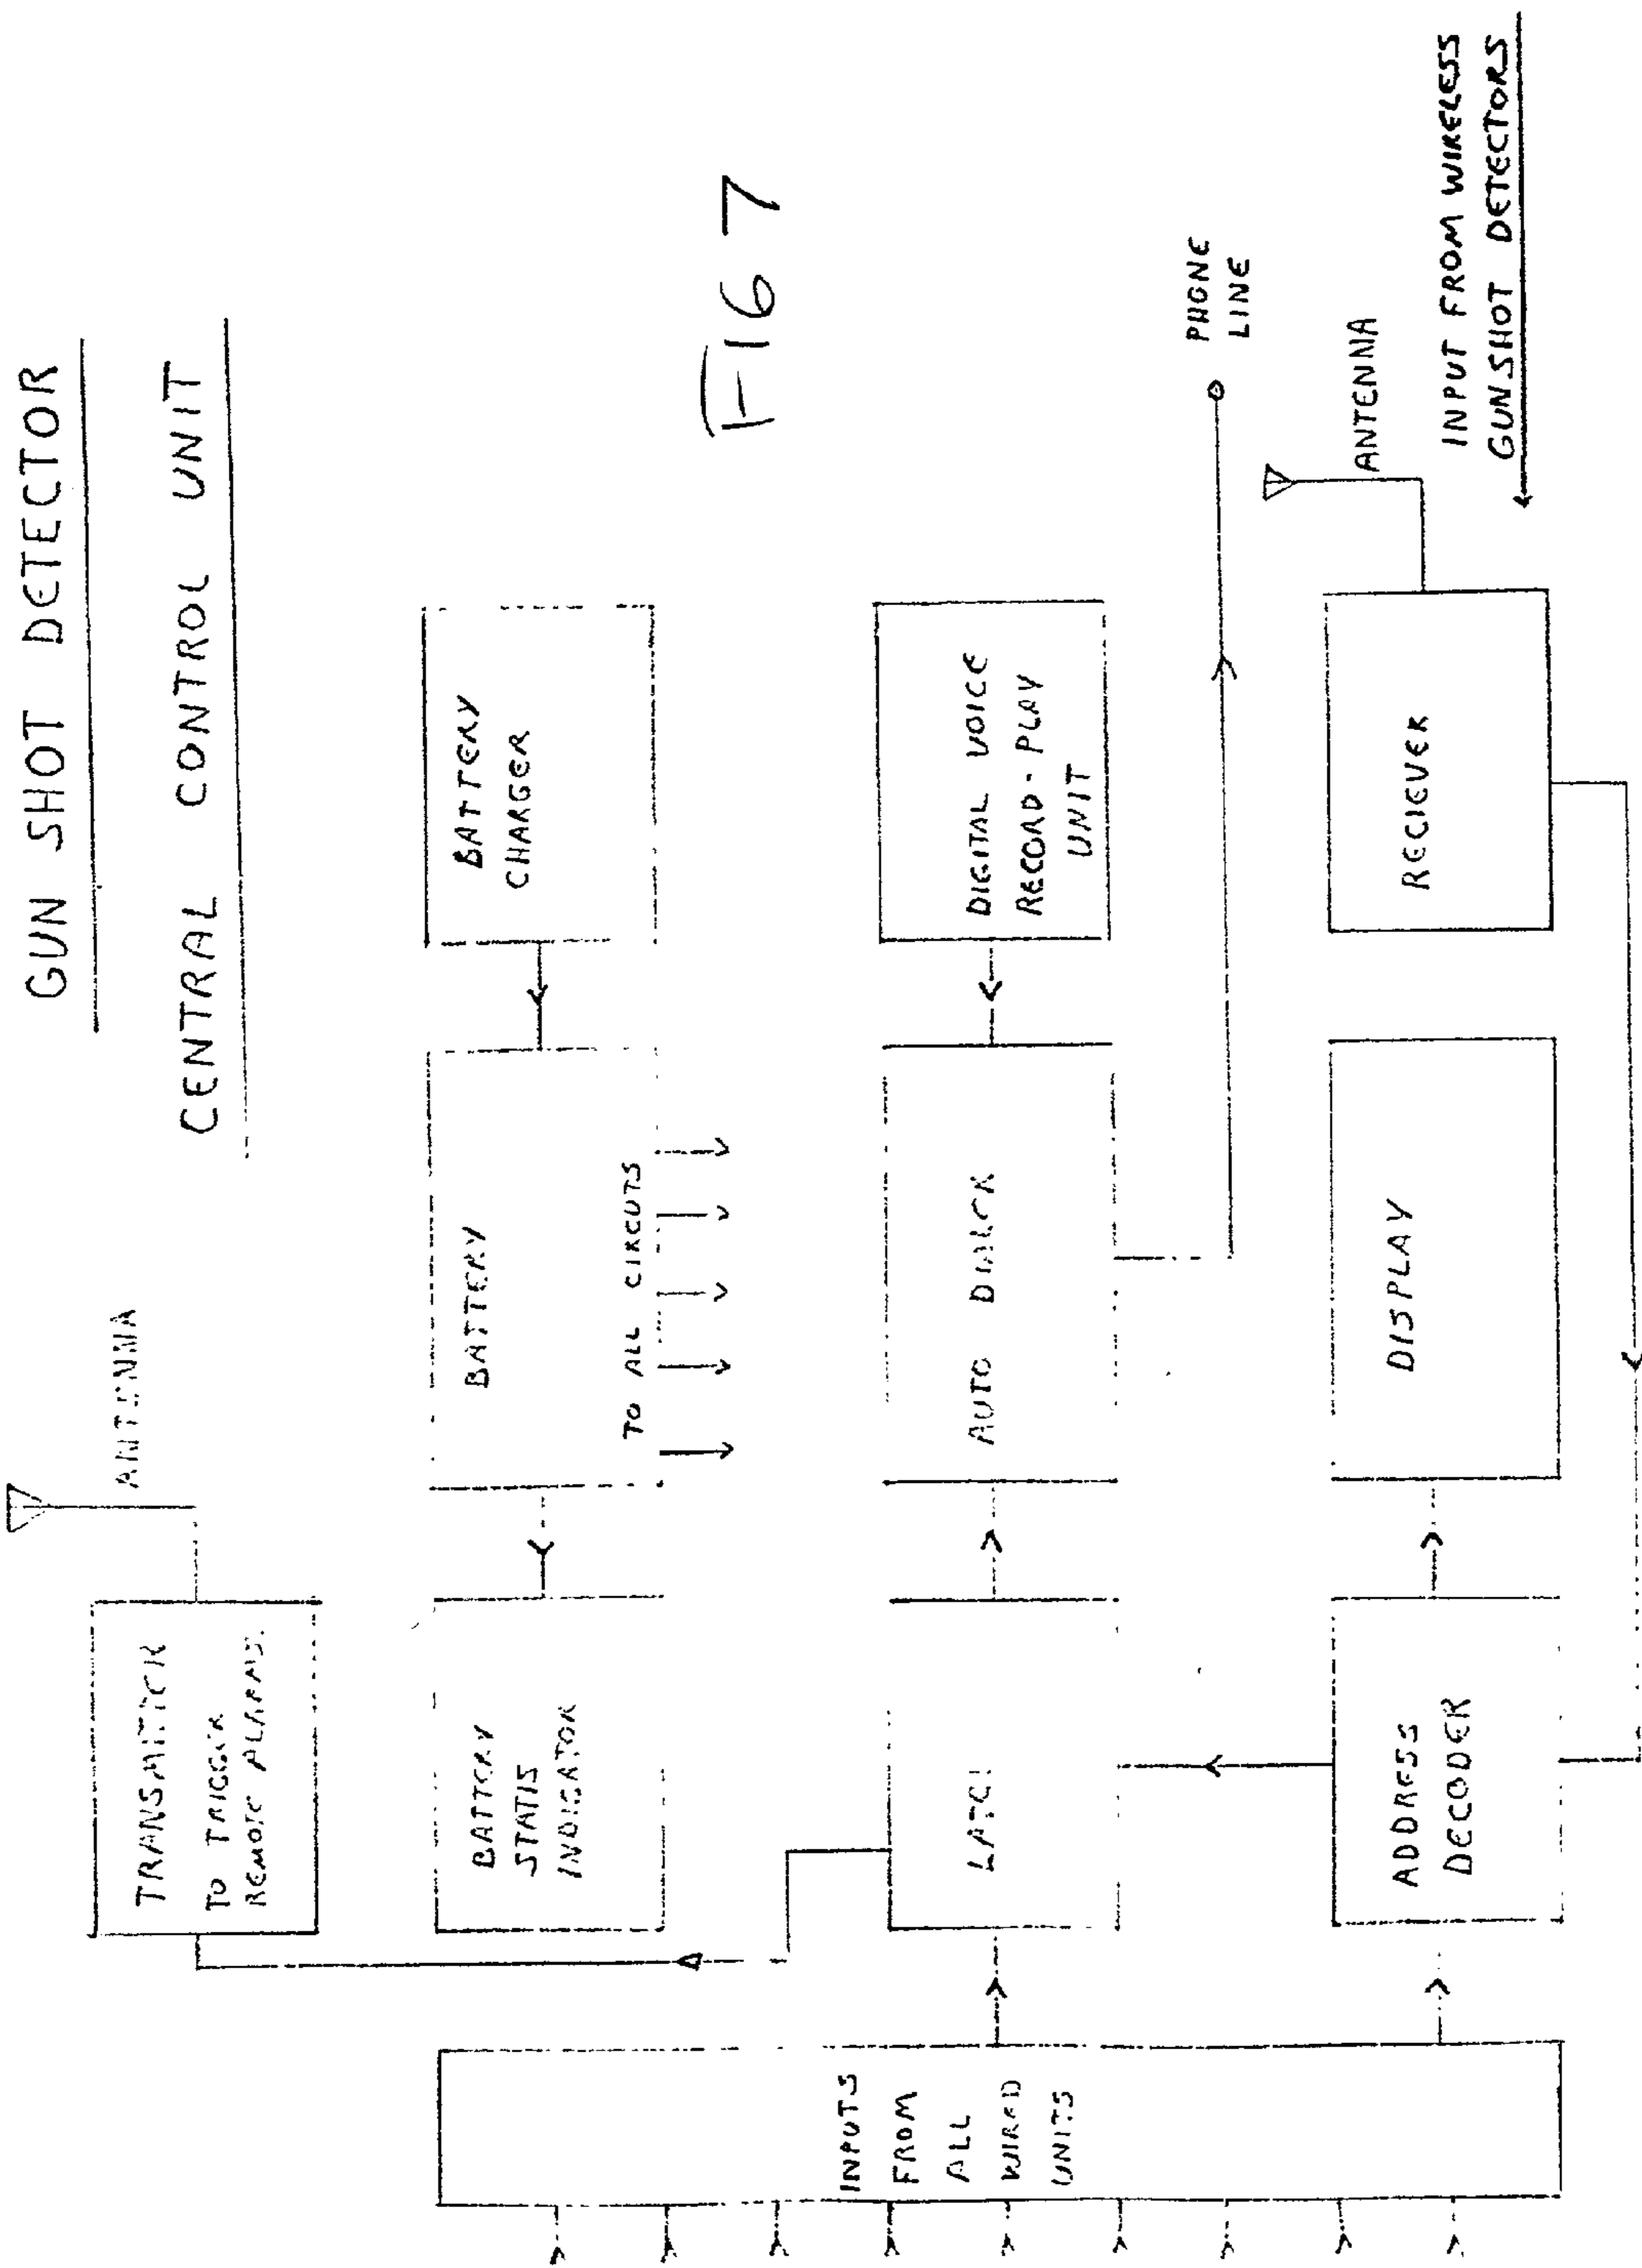 GUN SHOT DETECTOR
CENTRAL CONTROL UNIT
FIG 7
ANTENNA
TRANSMITTER
TO TRIGGER
REMOTE ALARMS.
BATTERY
STATIS
INDICATOR
BATTERY
TO ALL CIRCUTS
BATTERY
CHARGER
INPUTS
FROM
ALL
WIRED
UNITS
LATCH
AUTO DIALER
DIGITAL VOICE
RECORD-PLAY
UNIT
PHONE
LINE
ADDRESS
DECODER
DISPLAY
RECIEVER
ANTENNA
INPUT FROM WIRELESS
GUNSHOT DETECTORS